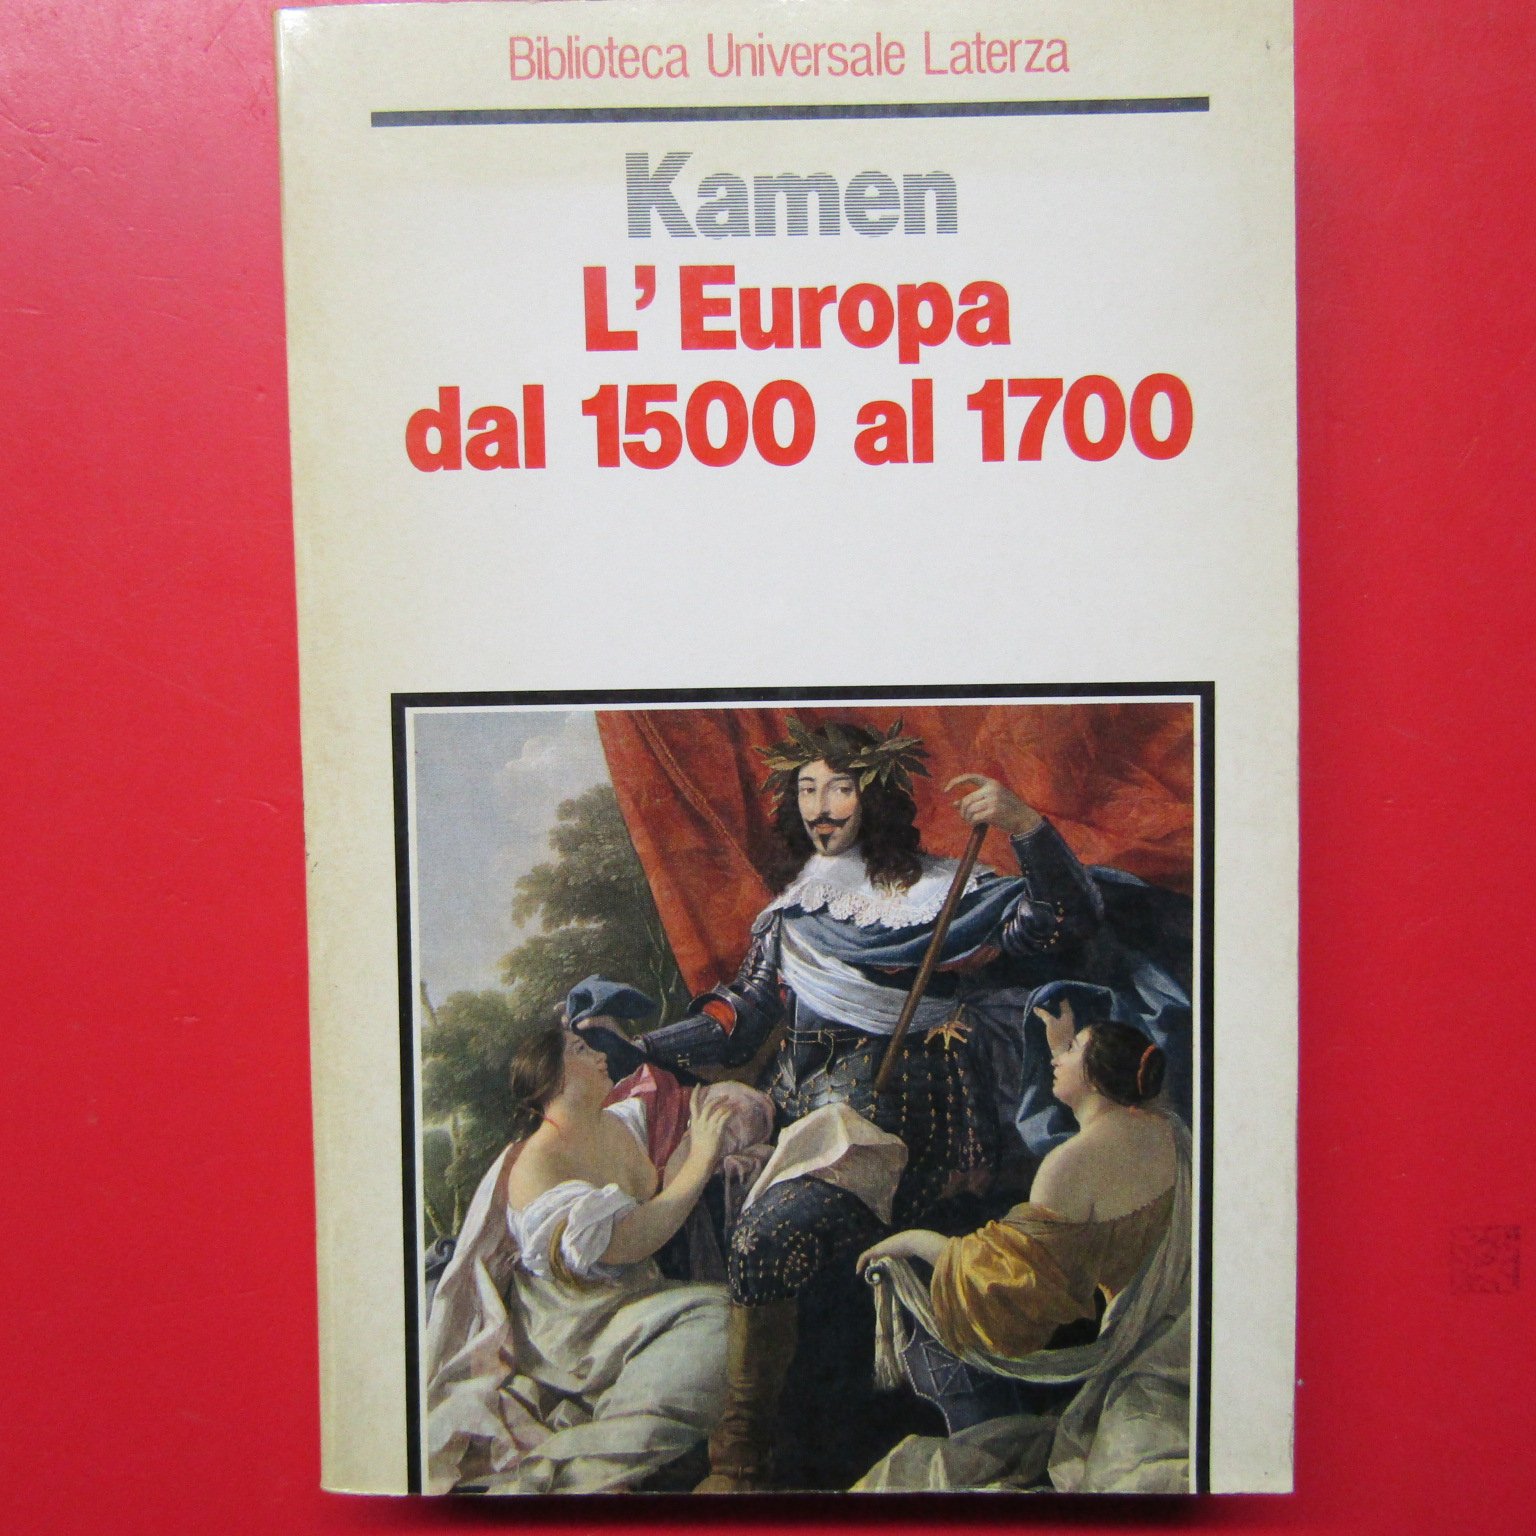 Biblioteca Universale Laterza
Kamen
L'Europa
dal 1500 al 1700